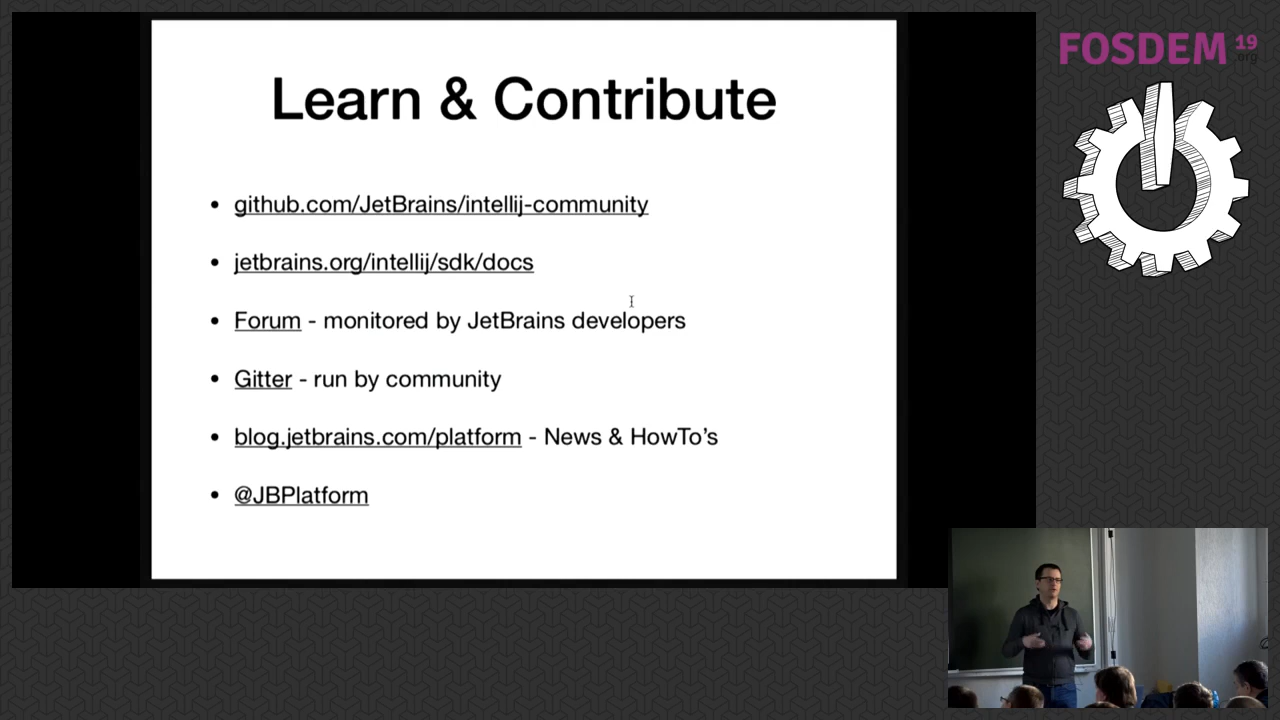 Learn & Contribute
• github.com/JetBrains/intellij-community
• jetbrains.org/intellij/sdk/docs
• Forum - monitored by JetBrains developers
• Gitter - run by community
• blog.jetbrains.com/platform - News & HowTo’s
• @JBPlatform
FOSDEM 19
.org